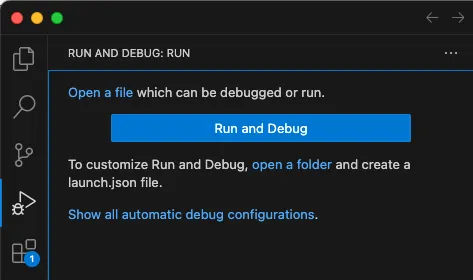 RUN AND DEBUG: RUN
Open a file which can be debugged or run.
Run and Debug
To customize Run and Debug, open a folder and create a
launch.json file.
Show all automatic debug configurations.
1